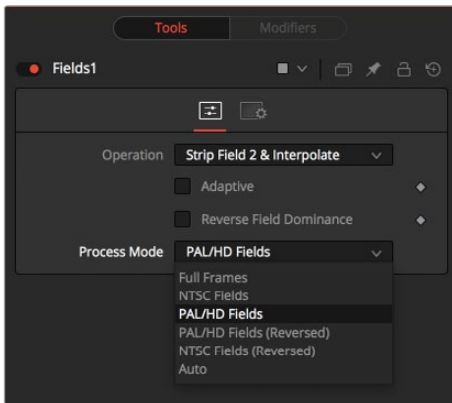 Tools
Modifiers
Fields1
Operation
Strip Field 2 & Interpolate
Adaptive
Reverse Field Dominance
Process Mode
PAL/HD Fields
Full Frames
NTSC Fields
PAL/HD Fields
PAL/HD Fields (Reversed)
NTSC Fields (Reversed)
Auto